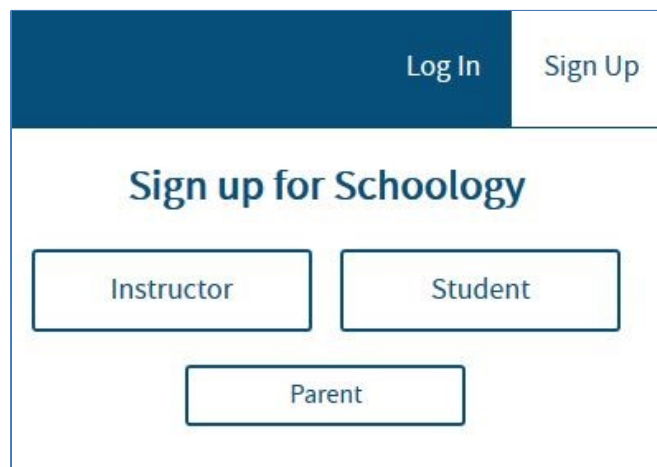 Log In Sign Up
Sign up for Schoology
Instructor Student
Parent